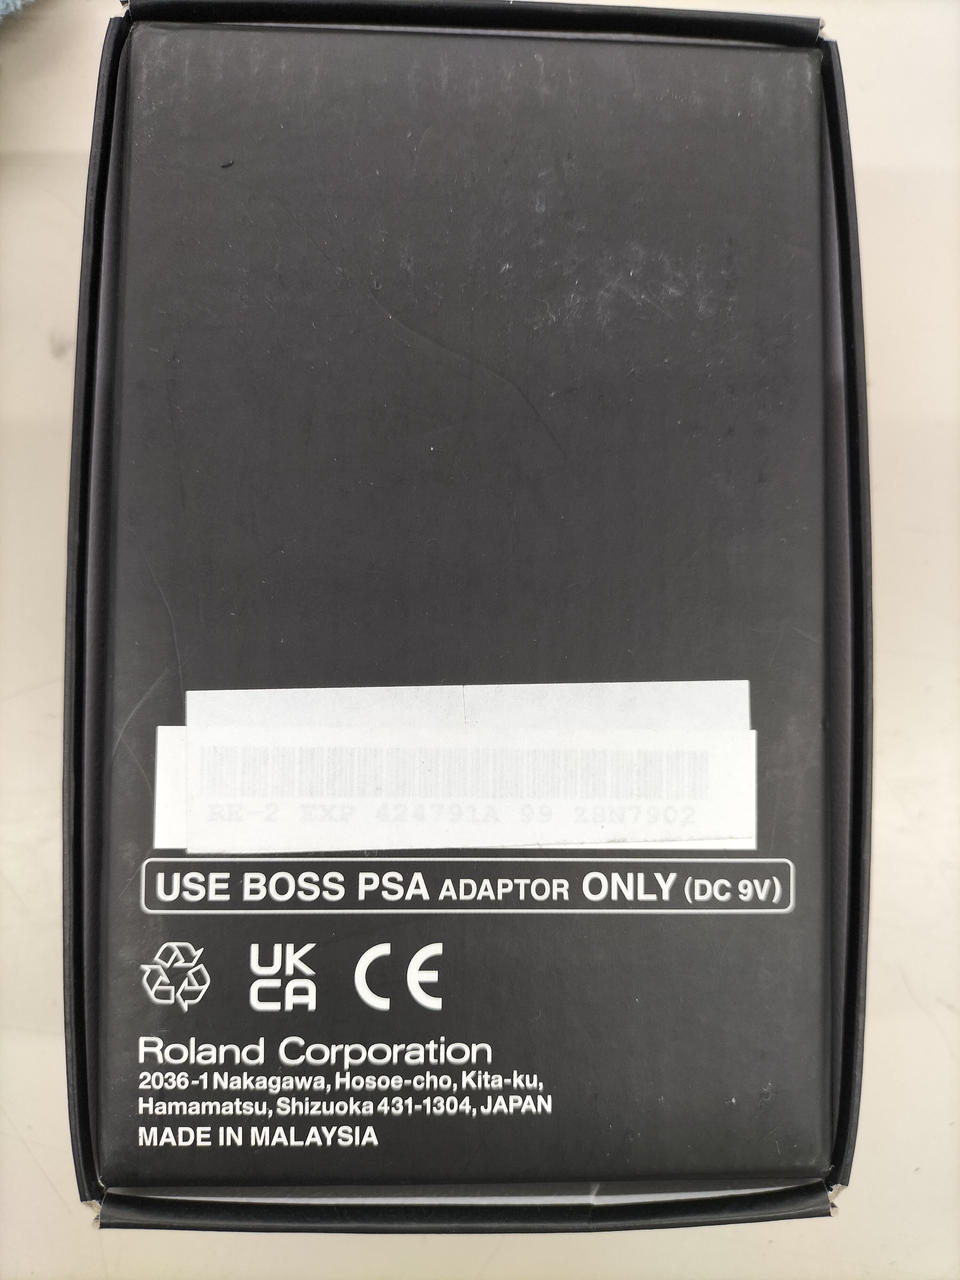 RE-2 EXP 424791A 99 Z8N7902
USE BOSS PSA ADAPTOR ONLY (DC 9V)
UK
CA CE
Roland Corporation
2036-1 Nakagawa, Hosoe-cho, Kita-ku,
Hamamatsu, Shizuoka 431-1304, JAPAN
MADE IN MALAYSIA